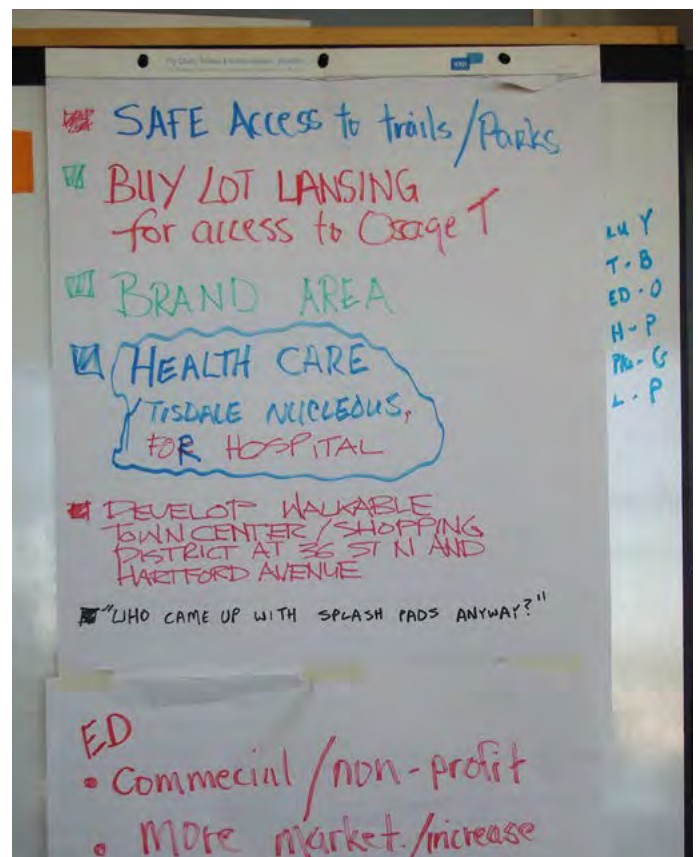 SAFE Access to trails/Parks
BUY LOT LANSING
for access to Osage T
BRAND AREA
HEALTH CARE
TISDALE NUCLEOUS,
FOR HOSPITAL
DEVELOP WALKABLE
TOWN CENTER/SHOPPING
DISTRICT AT 36 ST N AND
HARTFORD AVENUE
"WHO CAME UP WITH SPLASH PADS ANYWAY?"
ED
• Commecial/non-profit
• More market./increase
LU Y
T - B
ED - O
H - P
PK - G
L - P